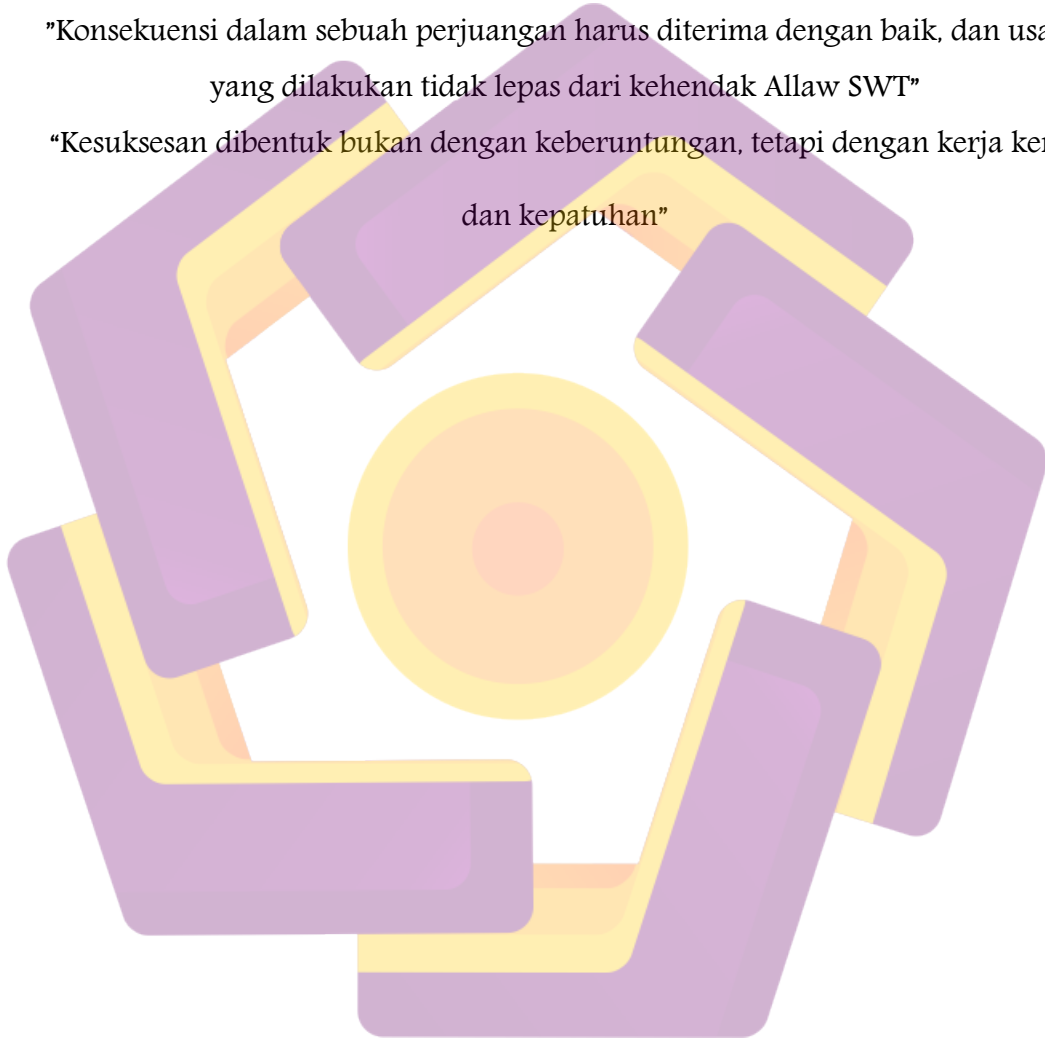 ”Konsekuensi dalam sebuah perjuangan harus diterima dengan baik, dan
yang dilakukan tidak lepas dari kehendak Allaw SWT”
“Kesuksesan dibentuk bukan dengan keberuntungan, tetapi dengan kerja
dan kepatuhan”